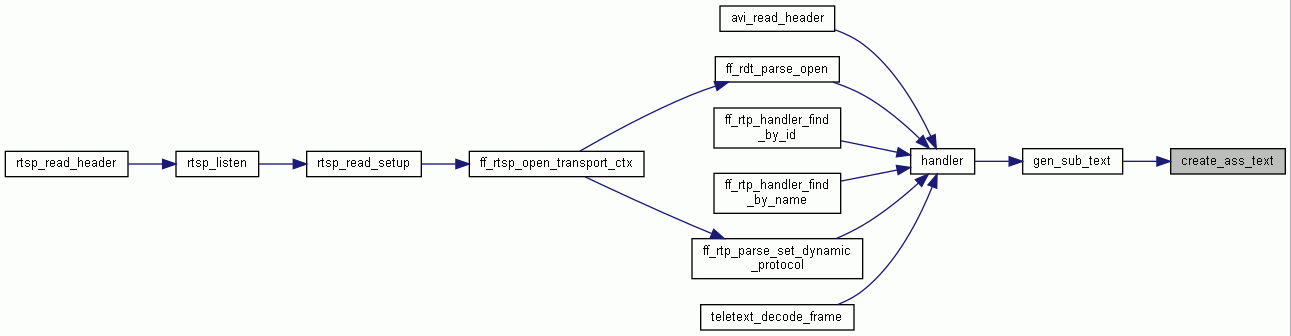 avi_read_header
ff_rdt_parse_open
ff_rtp_handler_find
_by_id
rtsp_read_header
rtsp_listen
rtsp_read_setup
ff_rtsp_open_transport_ctx
handler
gen_sub_text
create_ass_text
ff_rtp_handler_find
_by_name
ff_rtp_parse_set_dynamic
_protocol
teletext_decode_frame